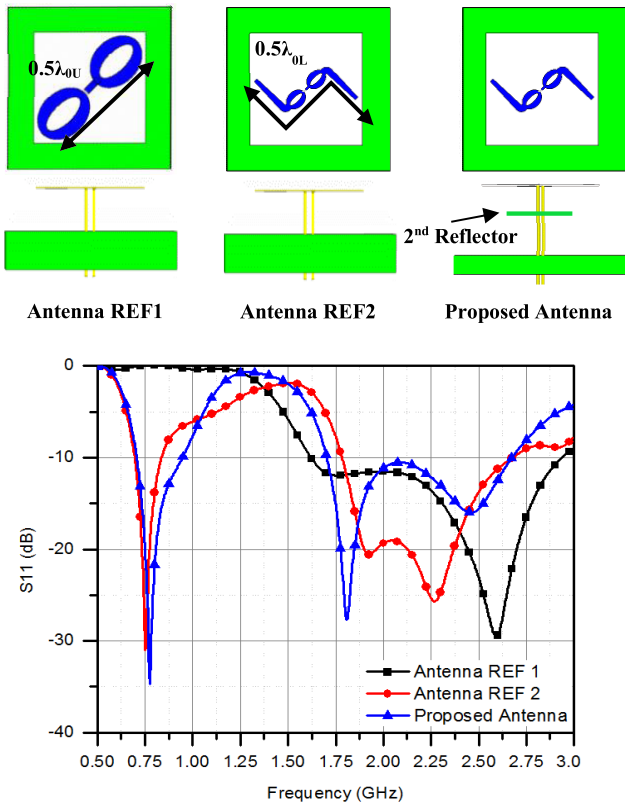 0.5λ0U
0.5λ0L
2nd Reflector
Antenna REF1
Antenna REF2
Proposed Antenna
0
-10
-20
-30
-40
S11 (dB)
Antenna REF 1
Antenna REF 2
Proposed Antenna
0.50 0.75 1.00 1.25 1.50 1.75 2.00 2.25 2.50 2.75 3.0
Frequency (GHz)